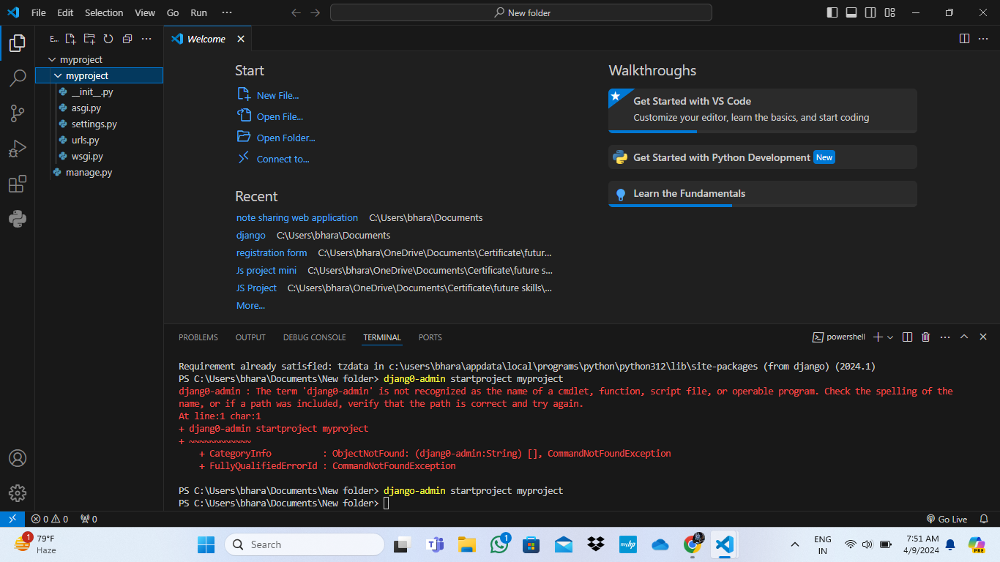 File Edit Selection View Go Run ···
New folder
E...
Welcome
myproject
myproject
__init__.py
asgi.py
settings.py
urls.py
wsgi.py
manage.py
Start
New File...
Open File...
Open Folder...
Connect to...
Recent
note sharing web application C:\Users\bhara\Documents
django C:\Users\bhara\Documents
registration form C:\Users\bhara\OneDrive\Documents\Certificate\futur...
Js project mini C:\Users\bhara\OneDrive\Documents\Certificate\future s...
JS Project C:\Users\bhara\OneDrive\Documents\Certificate\future skills\...
More...
Walkthroughs
Get Started with VS Code
Customize your editor, learn the basics, and start coding
Get Started with Python Development New
Learn the Fundamentals
PROBLEMS OUTPUT DEBUG CONSOLE TERMINAL PORTS
powershell
Requirement already satisfied: tzdata in c:\users\bhara\appdata\local\programs\python\python312\lib\site-packages (from django) (2024.1)
PS C:\Users\bhara\Documents\New folder> djang0-admin startproject myproject
djang0-admin : The term 'djang0-admin' is not recognized as the name of a cmdlet, function, script file, or operable program. Check the spelling of the
name, or if a path was included, verify that the path is correct and try again.
At line:1 char:1
+ djang0-admin startproject myproject
+ ~~~~~~~~~~~~
+ CategoryInfo : ObjectNotFound: (djang0-admin:String) [], CommandNotFoundException
+ FullyQualifiedErrorId : CommandNotFoundException
PS C:\Users\bhara\Documents\New folder> django-admin startproject myproject
PS C:\Users\bhara\Documents\New folder>
0 0 0
Go Live
1
79°F
Haze
Search
1
myhp
PRE
ENG
IN
7:51 AM
4/9/2024